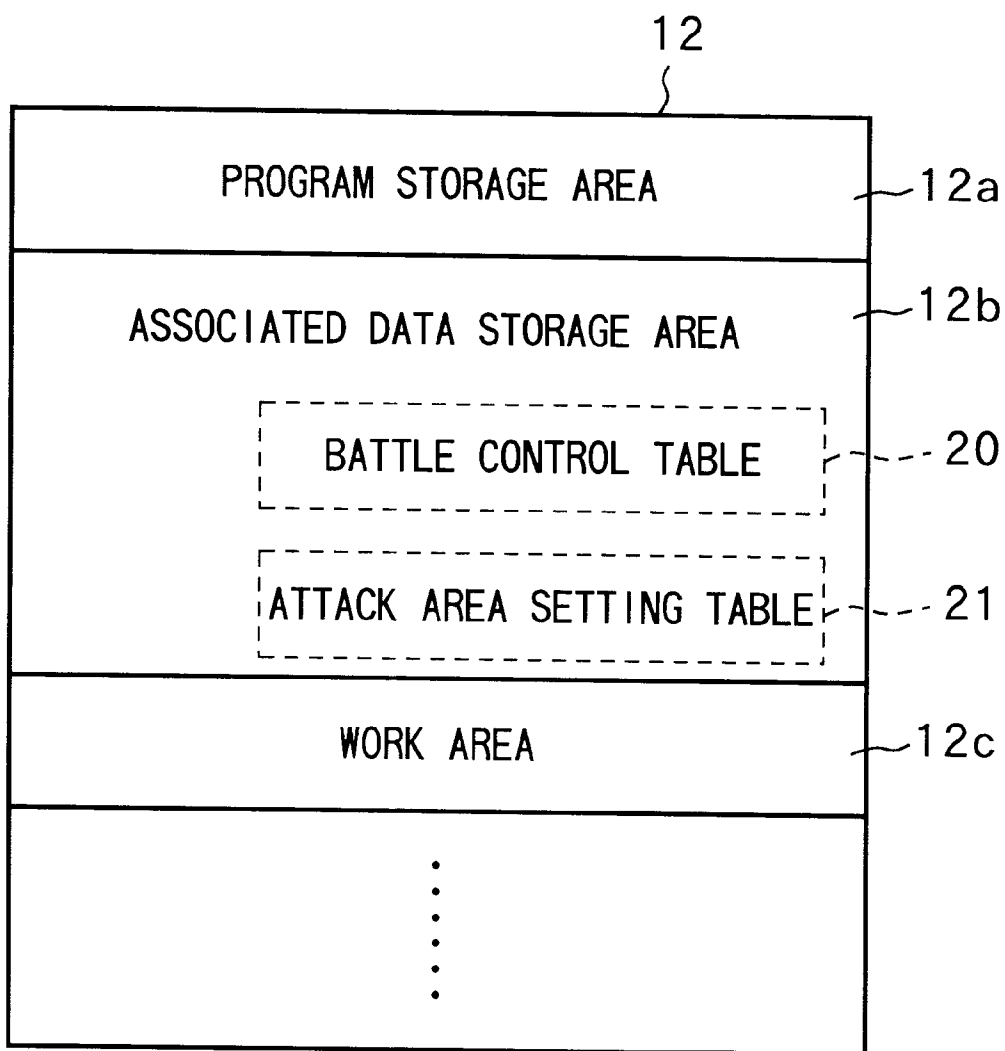 12
PROGRAM STORAGE AREA 12a
ASSOCIATED DATA STORAGE AREA 12b
BATTLE CONTROL TABLE 20
ATTACK AREA SETTING TABLE 21
WORK AREA 12c